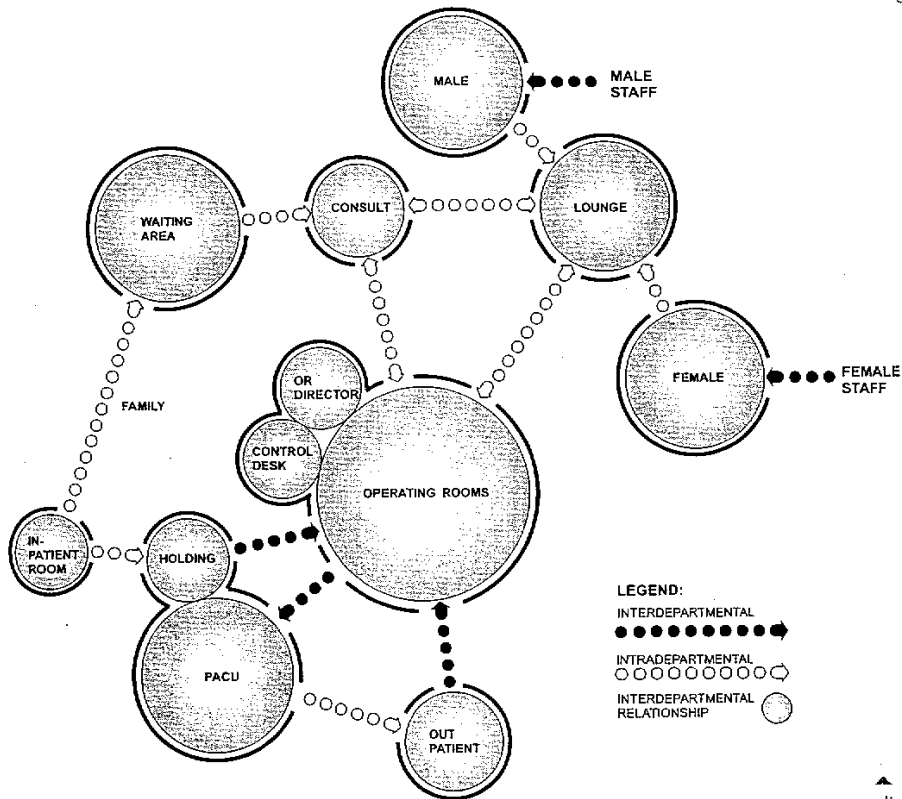 MALE
MALE
STAFF
WAITING
AREA
CONSULT
LOUNGE
OR
DIRECTOR
FEMALE
FEMALE
STAFF
FAMILY
CONTROL
DESK
OPERATING ROOMS
IN-
PATIENT
ROOM
HOLDING
LEGEND:
INTERDEPARTMENTAL
INTRADEPARTMENTAL
INTERDEPARTMENTAL
RELATIONSHIP
PACU
OUT
PATIENT